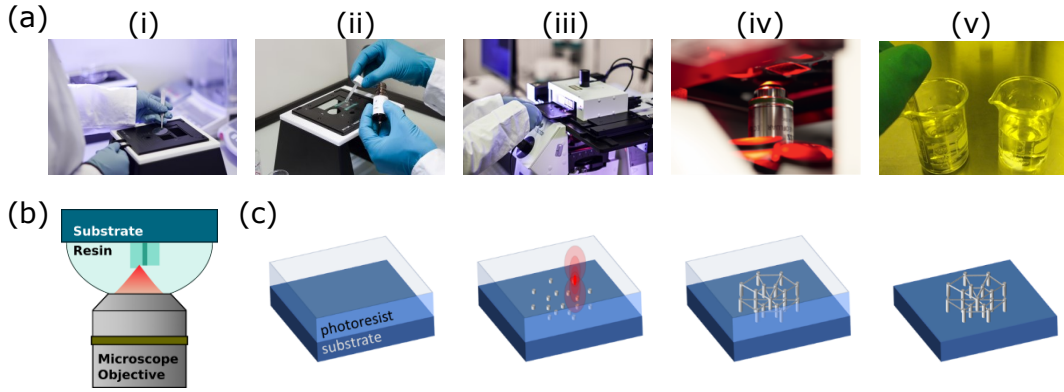 (a)
(i)
(ii)
(iii)
(iv)
(v)
(b)
Substrate
Resin
Microscope
Objective
(c)
photoresist
substrate